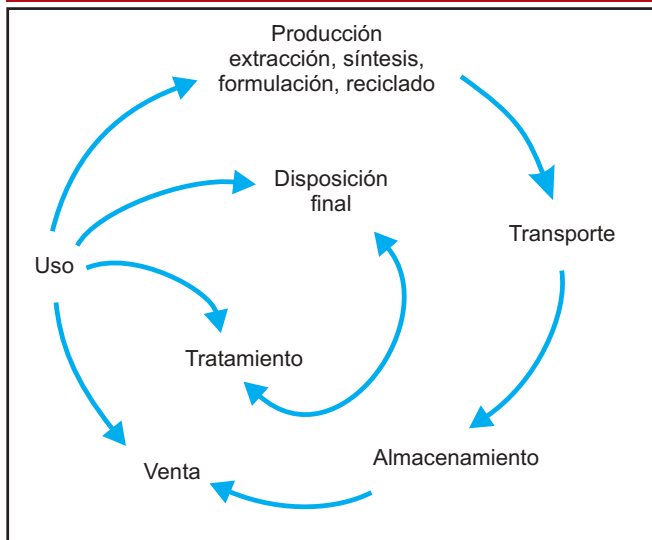 Producción
extracción, síntesis,
formulación, reciclado
Disposición
final
Transporte
Uso
Tratamiento
Almacenamiento
Venta